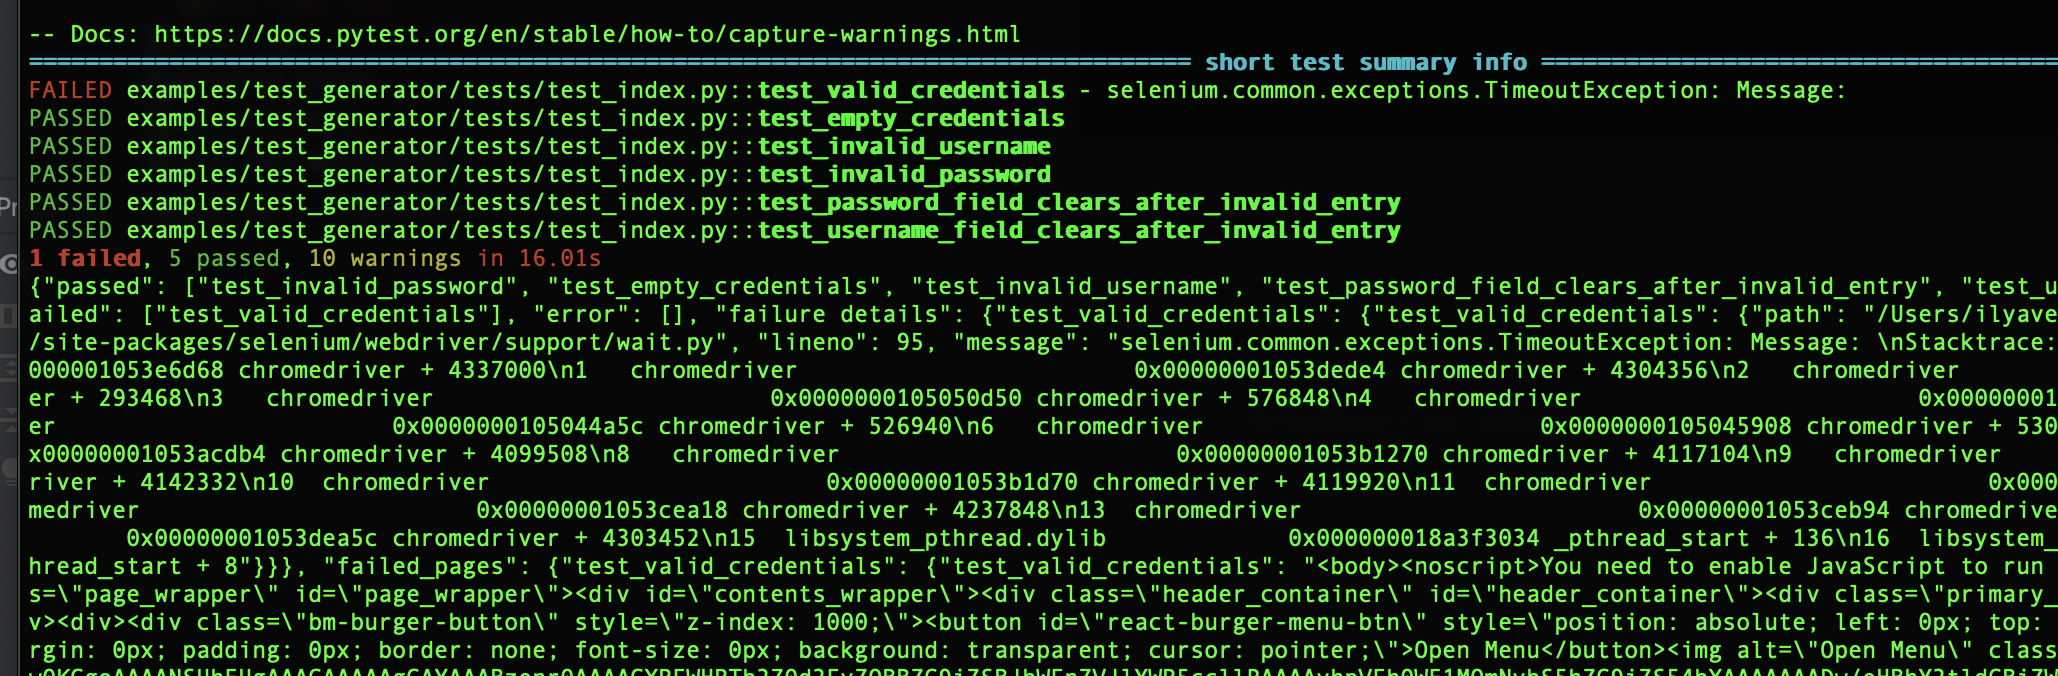 -- Docs: https://docs.pytest.org/en/stable/how-to/capture-warnings.html
short test summary info
FAILED examples/test_generator/tests/test_index.py::test_valid_credentials - selenium.common.exceptions.TimeoutException: Message:
PASSED examples/test_generator/tests/test_index.py::test_empty_credentials
PASSED examples/test_generator/tests/test_index.py::test_invalid_username
PASSED examples/test_generator/tests/test_index.py::test_invalid_password
PASSED examples/test_generator/tests/test_index.py::test_password_field_clears_after_invalid_entry
PASSED examples/test_generator/tests/test_index.py::test_username_field_clears_after_invalid_entry
1 failed, 5 passed, 10 warnings in 16.01s
{"passed": ["test_invalid_password", "test_empty_credentials", "test_invalid_username", "test_password_field_clears_after_invalid_entry", "test_u
ailed": ["test_valid_credentials"], "error": [], "failure details": {"test_valid_credentials": {"test_valid_credentials": {"path": "/Users/ilyave
/site-packages/selenium/webdriver/support/wait.py", "lineno": 95, "message": "selenium.common.exceptions.TimeoutException: Message: \nStacktrace:
000001053e6d68 chromedriver + 4337000\n1   chromedriver                        0x00000001053dede4 chromedriver + 4304356\n2   chromedriver
er + 293468\n3   chromedriver                        0x0000000105050d50 chromedriver + 576848\n4   chromedriver                        0x00000001
er                        0x0000000105044a5c chromedriver + 526940\n6   chromedriver                        0x0000000105045908 chromedriver + 530
x00000001053acdb4 chromedriver + 4099508\n8   chromedriver                        0x00000001053b1270 chromedriver + 4117104\n9   chromedriver
river + 4142332\n10  chromedriver                        0x00000001053b1d70 chromedriver + 4119920\n11  chromedriver                        0x000
medriver                        0x00000001053cea18 chromedriver + 4237848\n13  chromedriver                        0x00000001053ceb94 chromedrive
0x00000001053dea5c chromedriver + 4303452\n15  libsystem_pthread.dylib             0x000000018a3f3034 _pthread_start + 136\n16  libsystem_
hread_start + 8"}}}, "failed_pages": {"test_valid_credentials": {"test_valid_credentials": "<body><noscript>You need to enable JavaScript to run
s=\"page_wrapper\" id=\"page_wrapper\"><div id=\"contents_wrapper\"><div class=\"header_container\" id=\"header_container\"><div class=\"primary_
v><div><div class=\"bm-burger-button\" style=\"z-index: 1000;\"><button id=\"react-burger-menu-btn\" style=\"position: absolute; left: 0px; top:
rgin: 0px; padding: 0px; border: none; font-size: 0px; background: transparent; cursor: pointer;\">Open Menu</button><img alt=\"Open Menu\" class